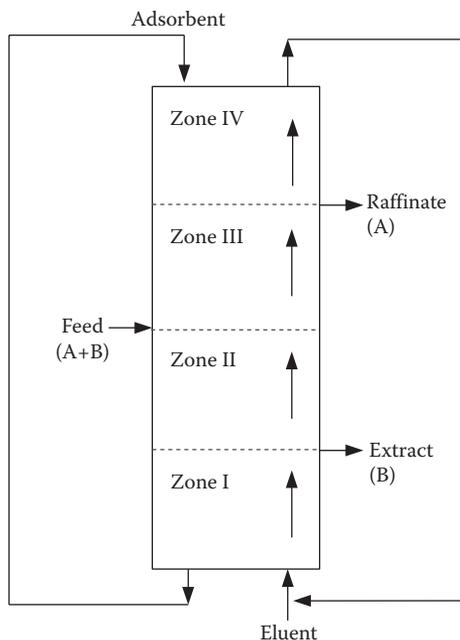 Adsorbent
Zone IV
Raffinate
(A)
Zone III
Feed
(A+B)
Zone II
Extract
(B)
Zone I
Eluent